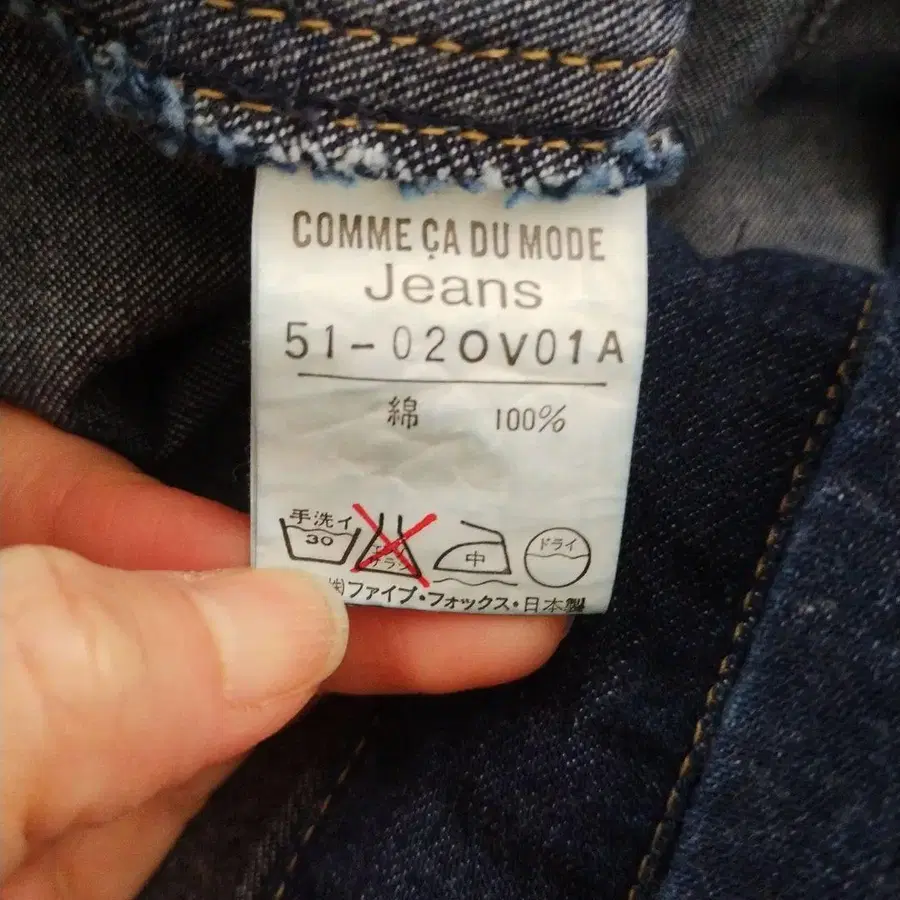 COMME ÇA DU MODE
Jeans
51-02OV01A
綿 100%
手洗イ
30
中
ドライ
㈱ファイブ・フォックス・日本製